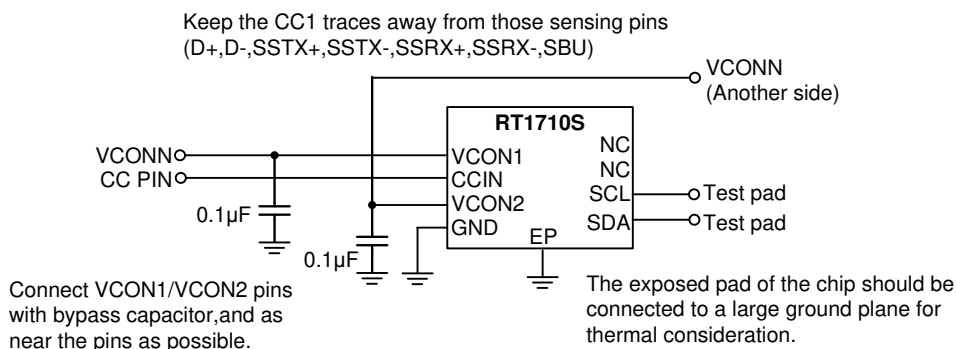 Keep the CC1 traces away from those sensing pins
(D+,D-,SSTX+,SSTX-,SSRX+,SSRX-,SBU)
VCONN
(Another side)
RT1710S
NC
VCONN
VCON1
NC
CC PIN
CCIN
SCL
Test pad
VCON2
0.1µF
SDA
Test pad
GND
EP
0.1µF
Connect VCON1/VCON2 pins
with bypass capacitor,and as
near the pins as possible.
The exposed pad of the chip should be
connected to a large ground plane for
thermal consideration.